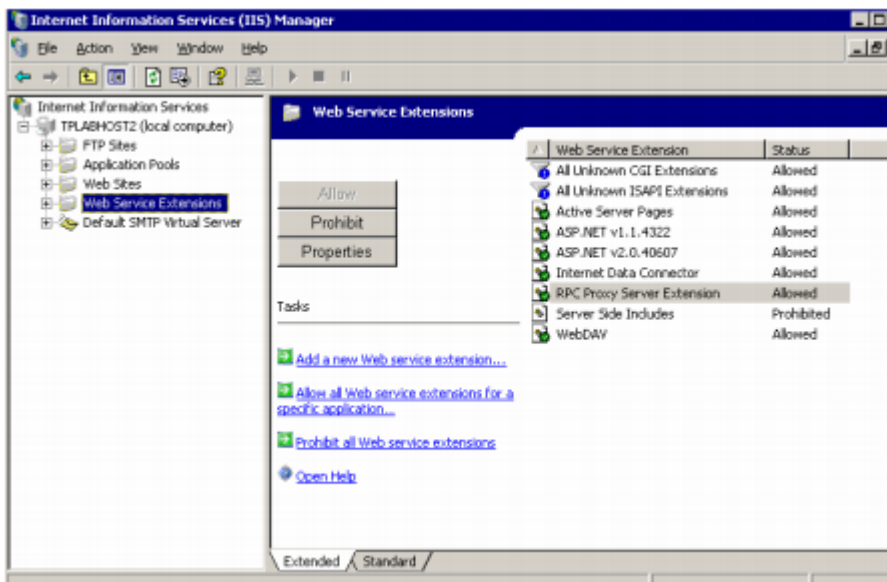 Internet Information Services (IIS) Manager
File Action View Window Help
Internet Information Services
TPLABHOST2 (local computer)
FTP Sites
Application Pools
Web Sites
Web Service Extensions
Default SMTP Virtual Server
Web Service Extensions
Allow
Prohibit
Properties
Tasks
Add a new Web service extension...
Allow all Web service extensions for a
specific application...
Prohibit all Web service extensions
Open Help
Web Service Extension Status
All Unknown CGI Extensions Allowed
All Unknown ISAPI Extensions Allowed
Active Server Pages Allowed
ASP.NET v1.1.4322 Allowed
ASP.NET v2.0.40607 Allowed
Internet Data Connector Allowed
RPC Proxy Server Extension Allowed
Server Side Includes Prohibited
WebDAV Allowed
Extended Standard